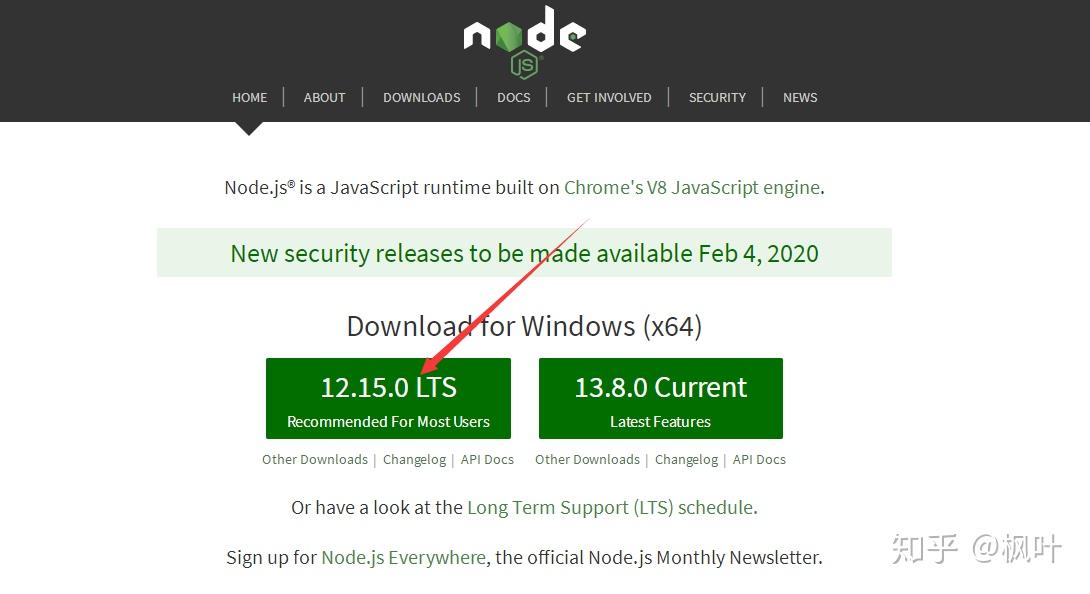 node
JS
HOME | ABOUT | DOWNLOADS | DOCS | GET INVOLVED | SECURITY | NEWS
Node.js® is a JavaScript runtime built on Chrome's V8 JavaScript engine.
New security releases to be made available Feb 4, 2020
Download for Windows (x64)
12.15.0 LTS
Recommended For Most Users
13.8.0 Current
Latest Features
Other Downloads | Changelog | API Docs
Other Downloads | Changelog | API Docs
Or have a look at the Long Term Support (LTS) schedule.
Sign up for Node.js Everywhere, the official Node.js Monthly Newsletter.
知乎 @枫叶